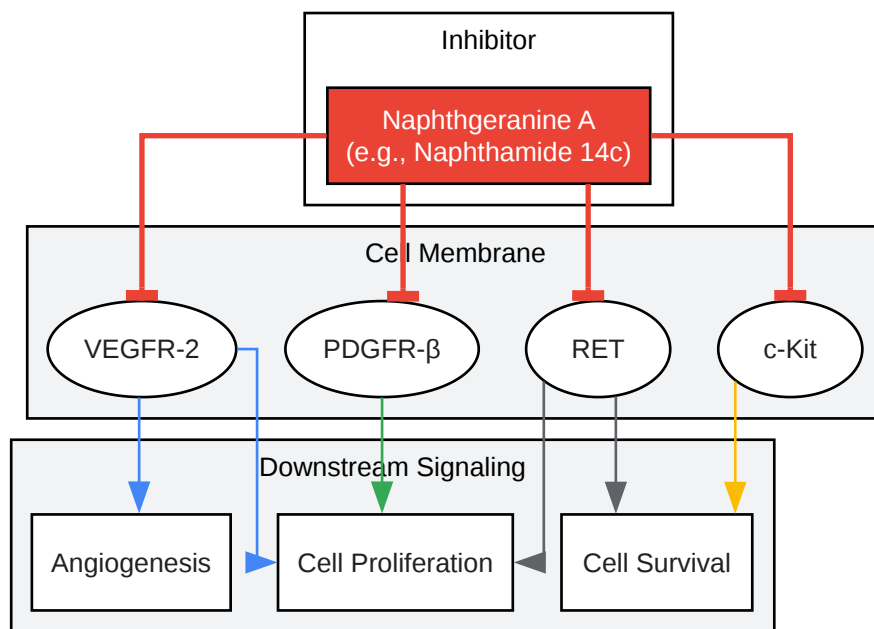 Inhibitor
Naphthgeranine A
(e.g., Naphthamide 14c)
Cell Membrane
VEGFR-2
PDGFR-β
RET
c-Kit
Downstream Signaling
Angiogenesis
Cell Proliferation
Cell Survival